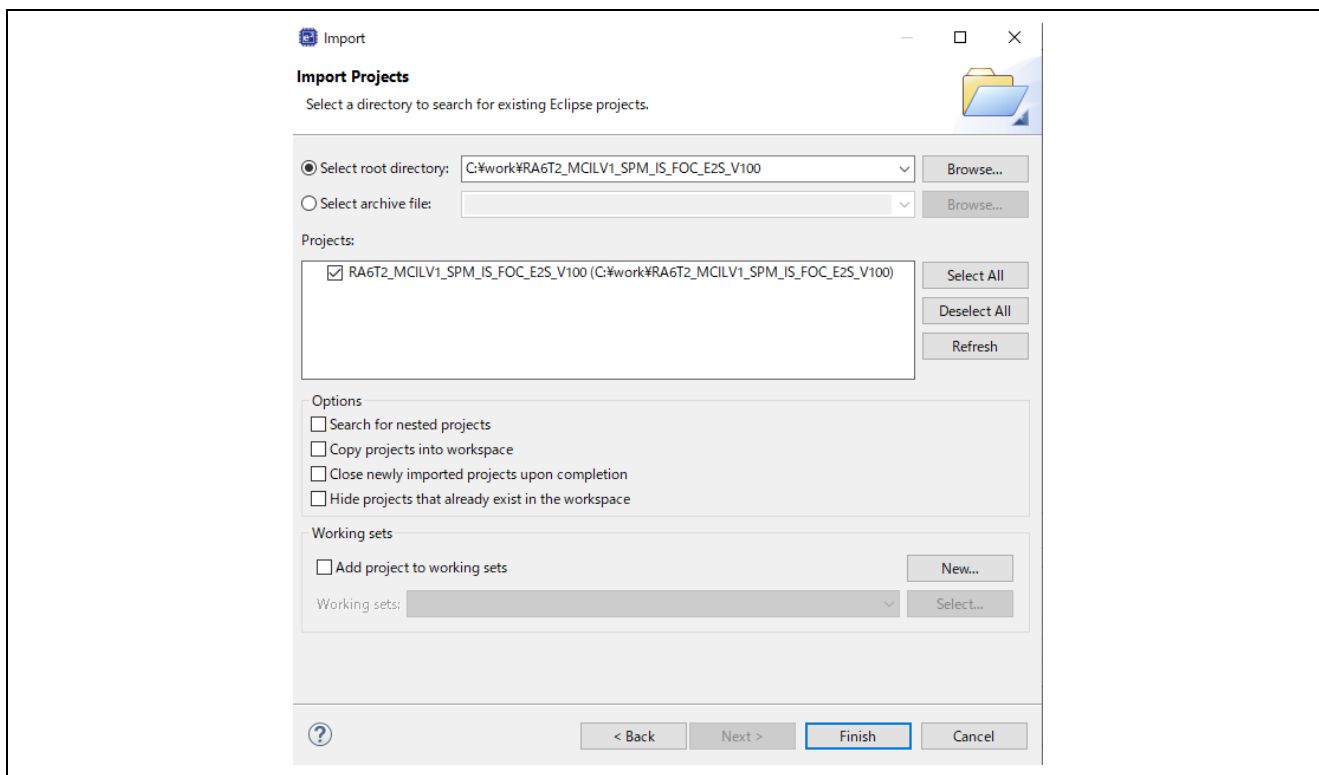 Import
Import Projects
Select a directory to search for existing Eclipse projects.
Select root directory: C:¥work¥RA6T2_MCILV1_SPM_IS_FOC_E2S_V100 Browse...
Select archive file: Browse...
Projects:
RA6T2_MCILV1_SPM_IS_FOC_E2S_V100 (C:¥work¥RA6T2_MCILV1_SPM_IS_FOC_E2S_V100)
Select All
Deselect All
Refresh
Options
Search for nested projects
Copy projects into workspace
Close newly imported projects upon completion
Hide projects that already exist in the workspace
Working sets
Add project to working sets New...
Working sets: Select...
? < Back Next > Finish Cancel